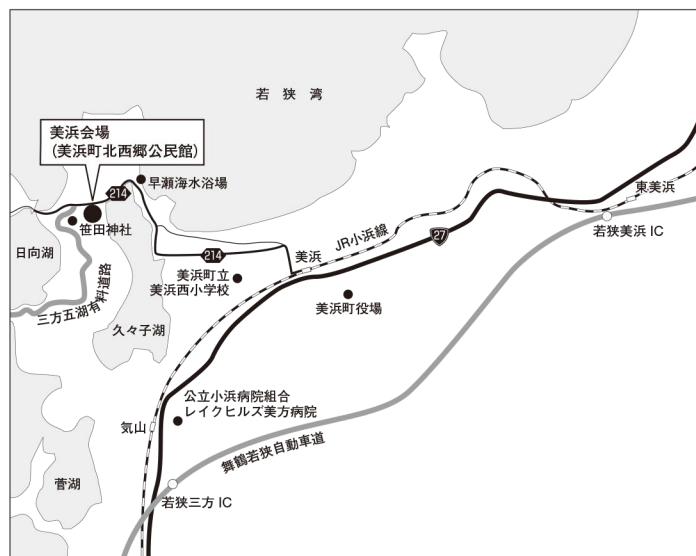 若狭湾
美浜会場
(美浜町北西郷公民館)
214
早瀬海水浴場
笹田神社
日向湖
三方五湖有料道路
久々子湖
214
美浜町立
美浜西小学校
美浜
JR小浜線
27
東美浜
若狭美浜 IC
美浜町役場
公立小浜病院組合
レイクヒルズ美方病院
気山
舞鶴若狭自動車道
菅湖
若狭三方 IC